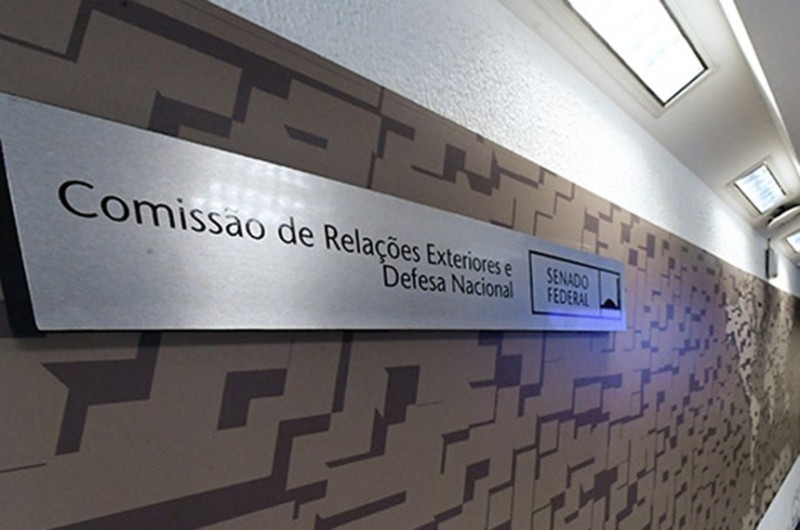 Comissão de Relações Exteriores e
Defesa Nacional
SENADO
FEDERAL